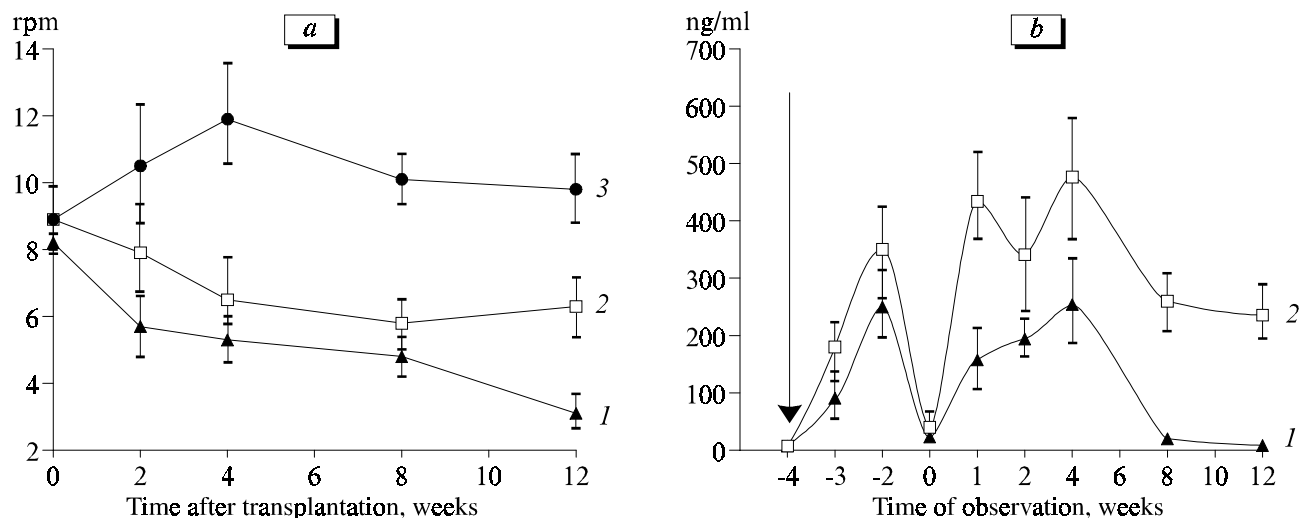 rpm
a
14
12
10
8
6
4
2
3
2
1
0 2 4 6 8 10 12
Time after transplantation, weeks
ng/ml
b
700
600
500
400
300
200
100
0
2
1
-4 -3 -2 0 1 2 4 6 8 10 12
Time of observation, weeks